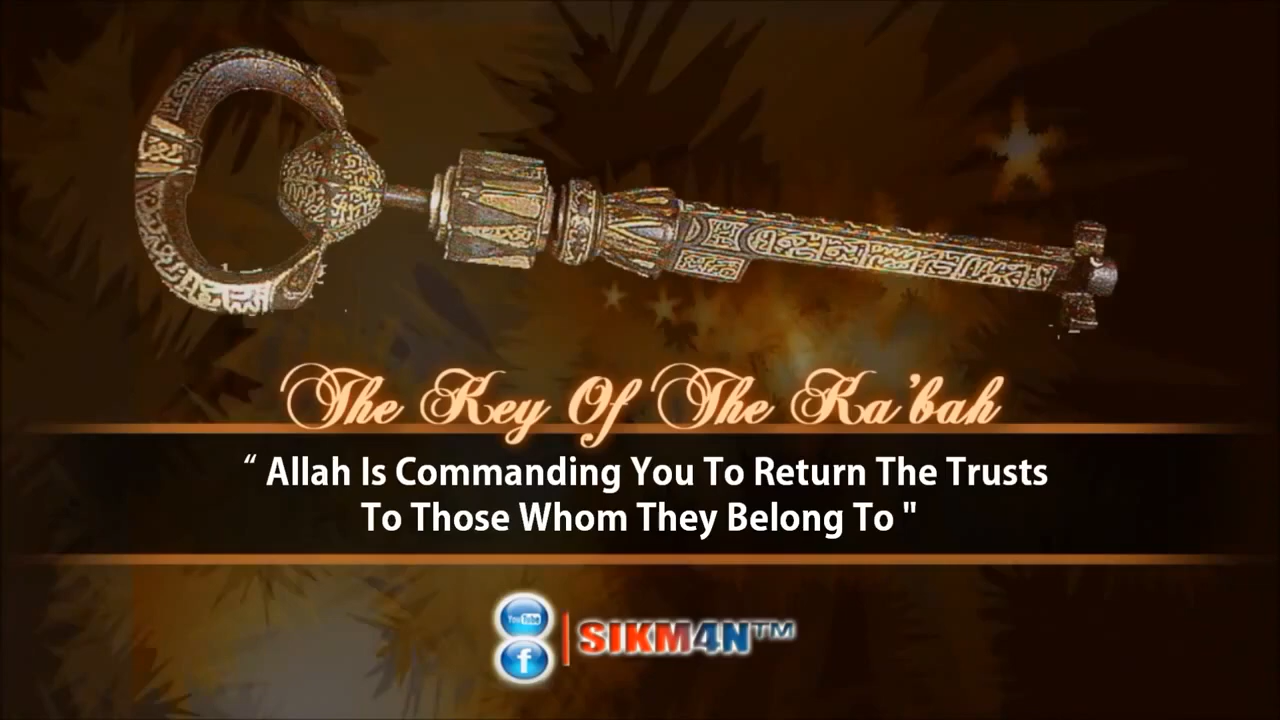 The Key Of The Ka'bah
“ Allah Is Commanding You To Return The Trusts
To Those Whom They Belong To "
YouTube
f
SIKM4N™